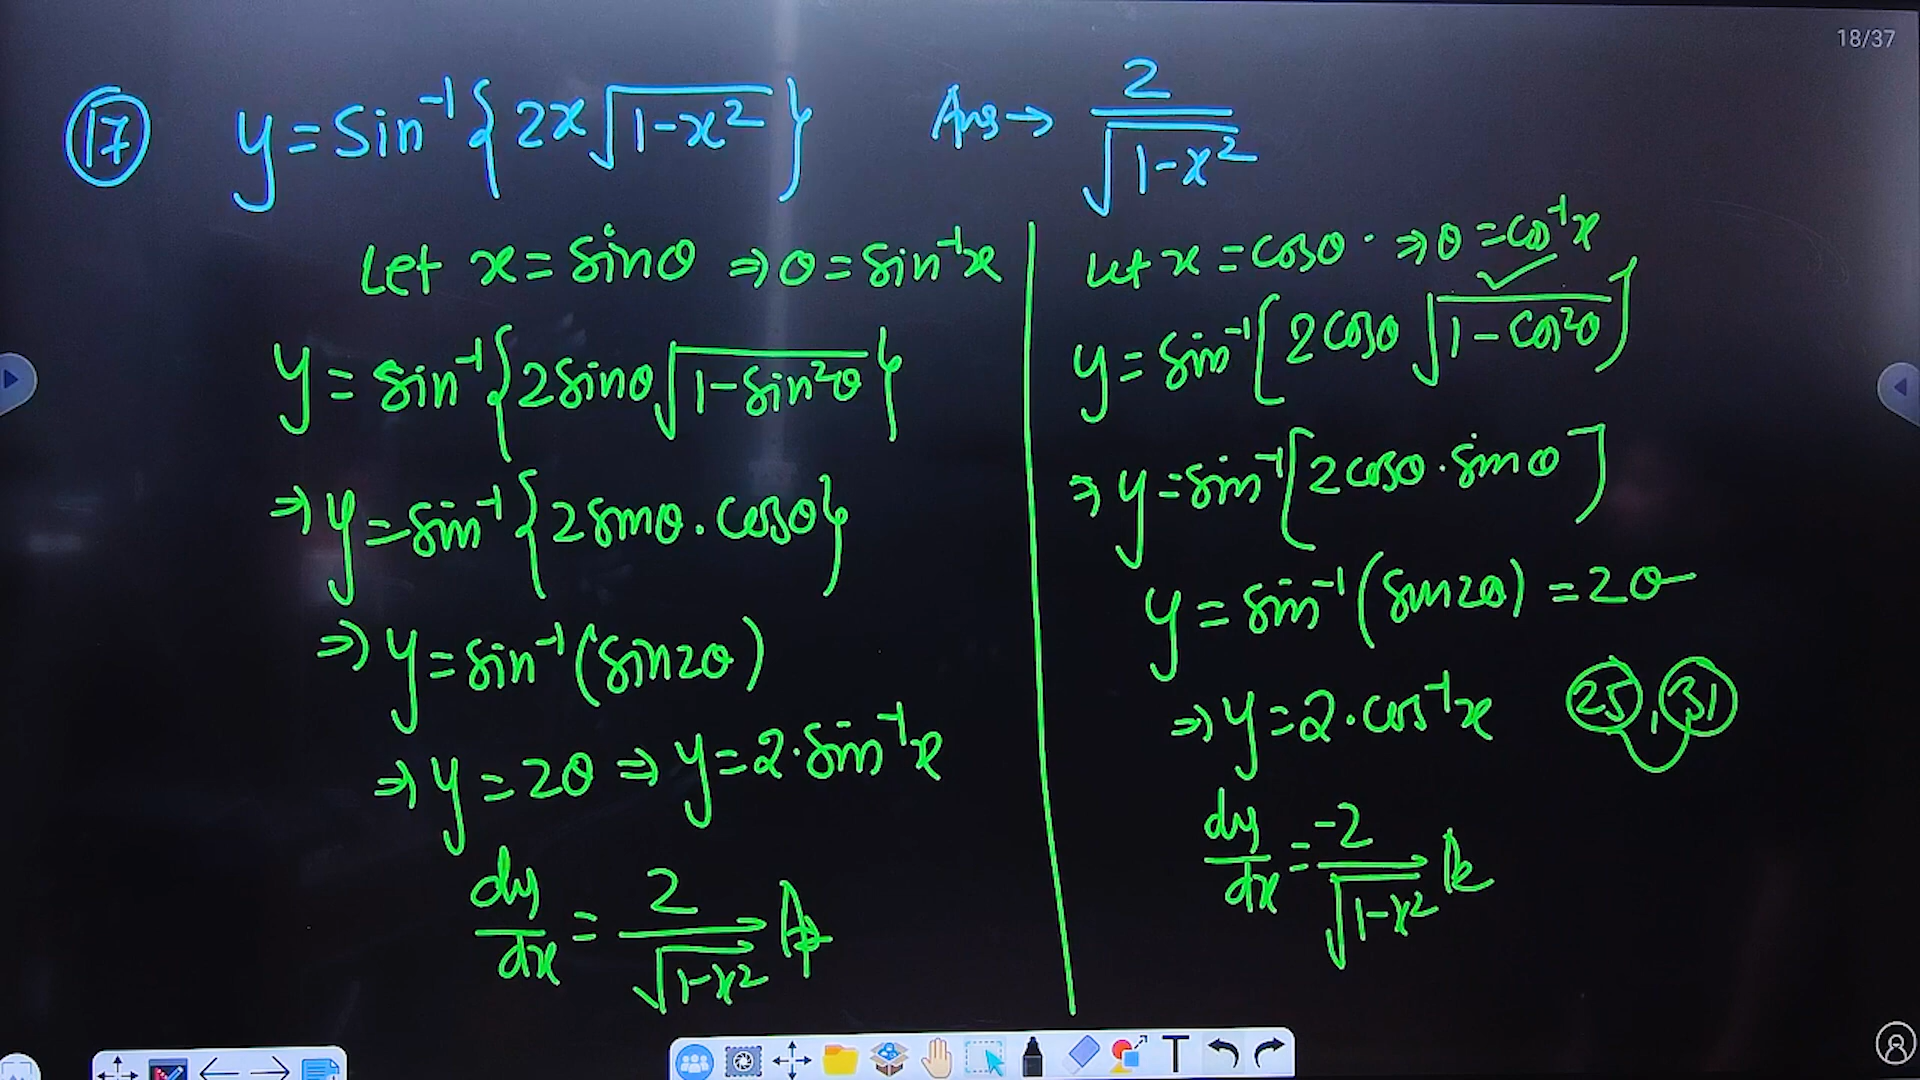 18/37
⑰ y = Sin⁻¹{2x√(1-x²)} Ans → 2/√(1-x²)
Let x = sinθ ⇒ θ = sin⁻¹x
y = sin⁻¹{2sinθ√(1-sin²θ)}
⇒ y = sin⁻¹{2sinθ.cosθ}
⇒ y = sin⁻¹(sin2θ)
⇒ y = 2θ ⇒ y = 2·sin⁻¹x
dy/dx = 2/√(1-x²)
Let x = cosθ · ⇒ θ = cos⁻¹x
y = sin⁻¹[2cosθ√(1-cos²θ)]
⇒ y = sin⁻¹[2cosθ.sinθ]
y = sin⁻¹(sin2θ) = 2θ
⇒ y = 2·cos⁻¹x
25, 31
dy/dx = -2/√(1-x²)
T